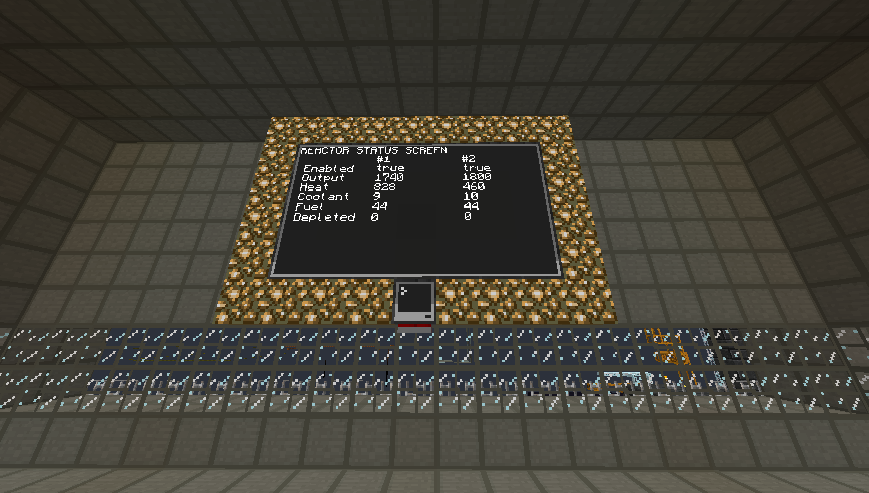 REACTOR STATUS SCREEN
#1 #2
Enabled true true
Output 1740 1800
Heat 828 460
Coolant 9 10
Fuel 44 44
Depleted 0 0
>